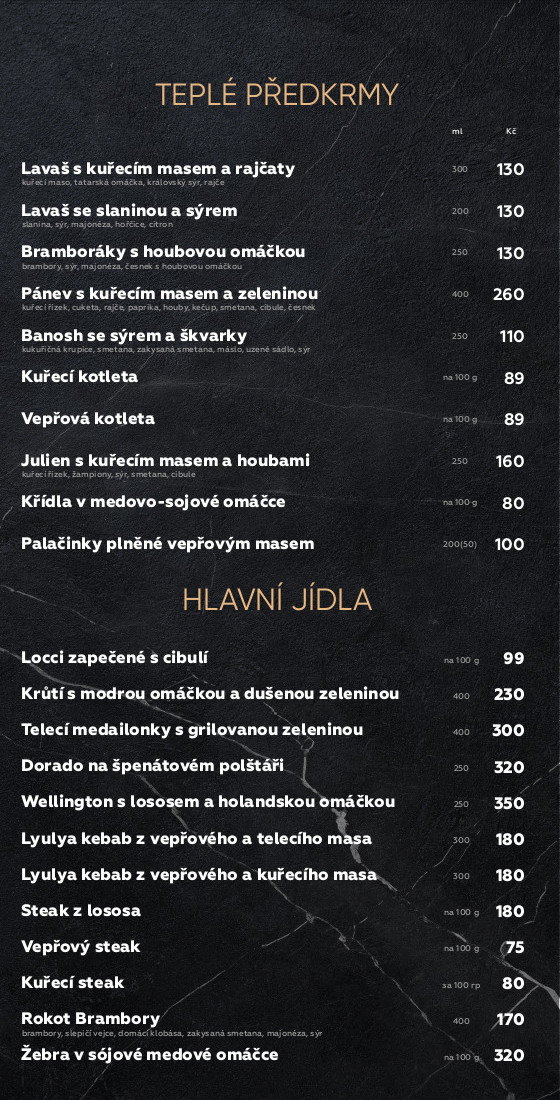 TEPLÉ PŘEDKRMY
ml Kč
Lavaš s kuřecím masem a rajčaty 300 130
kuřecí maso, tatarská omáčka, královský sýr, rajče
Lavaš se slaninou a sýrem 200 130
slanina, sýr, majonéza, hořčice, citron
Bramboráky s houbovou omáčkou 250 130
brambory, sýr, majonéza, česnek s houbovou omáčkou
Pánev s kuřecím masem a zeleninou 400 260
kuřecí řízek, cuketa, rajče, paprika, houby, kečup, smetana, cibule, česnek
Banosh se sýrem a škvarky 250 110
kukuřičná krupice, smetana, zakysaná smetana, máslo, uzené sádlo, sýr
Kuřecí kotleta na 100 g 89
Vepřová kotleta na 100 g 89
Julien s kuřecím masem a houbami 250 160
kuřecí řízek, žampiony, sýr, smetana, cibule
Křídla v medovo-sojové omáčce na 100 g 80
Palačinky plněné vepřovým masem 200(50) 100
HLAVNÍ JÍDLA
Locci zapečené s cibulí na 100 g 99
Krůtí s modrou omáčkou a dušenou zeleninou 400 230
Telecí medailonky s grilovanou zeleninou 400 300
Dorado na špenátovém polštáři 250 320
Wellington s lososem a holandskou omáčkou 250 350
Lyulya kebab z vepřového a telecího masa 300 180
Lyulya kebab z vepřového a kuřecího masa 300 180
Steak z lososa na 100 g 180
Vepřový steak na 100 g 75
Kuřecí steak за 100 гр 80
Rokot Brambory 400 170
brambory, slepičí vejce, domácí klobása, zakysaná smetana, majonéza, sýr
Žebra v sójové medové omáčce na 100 g 320